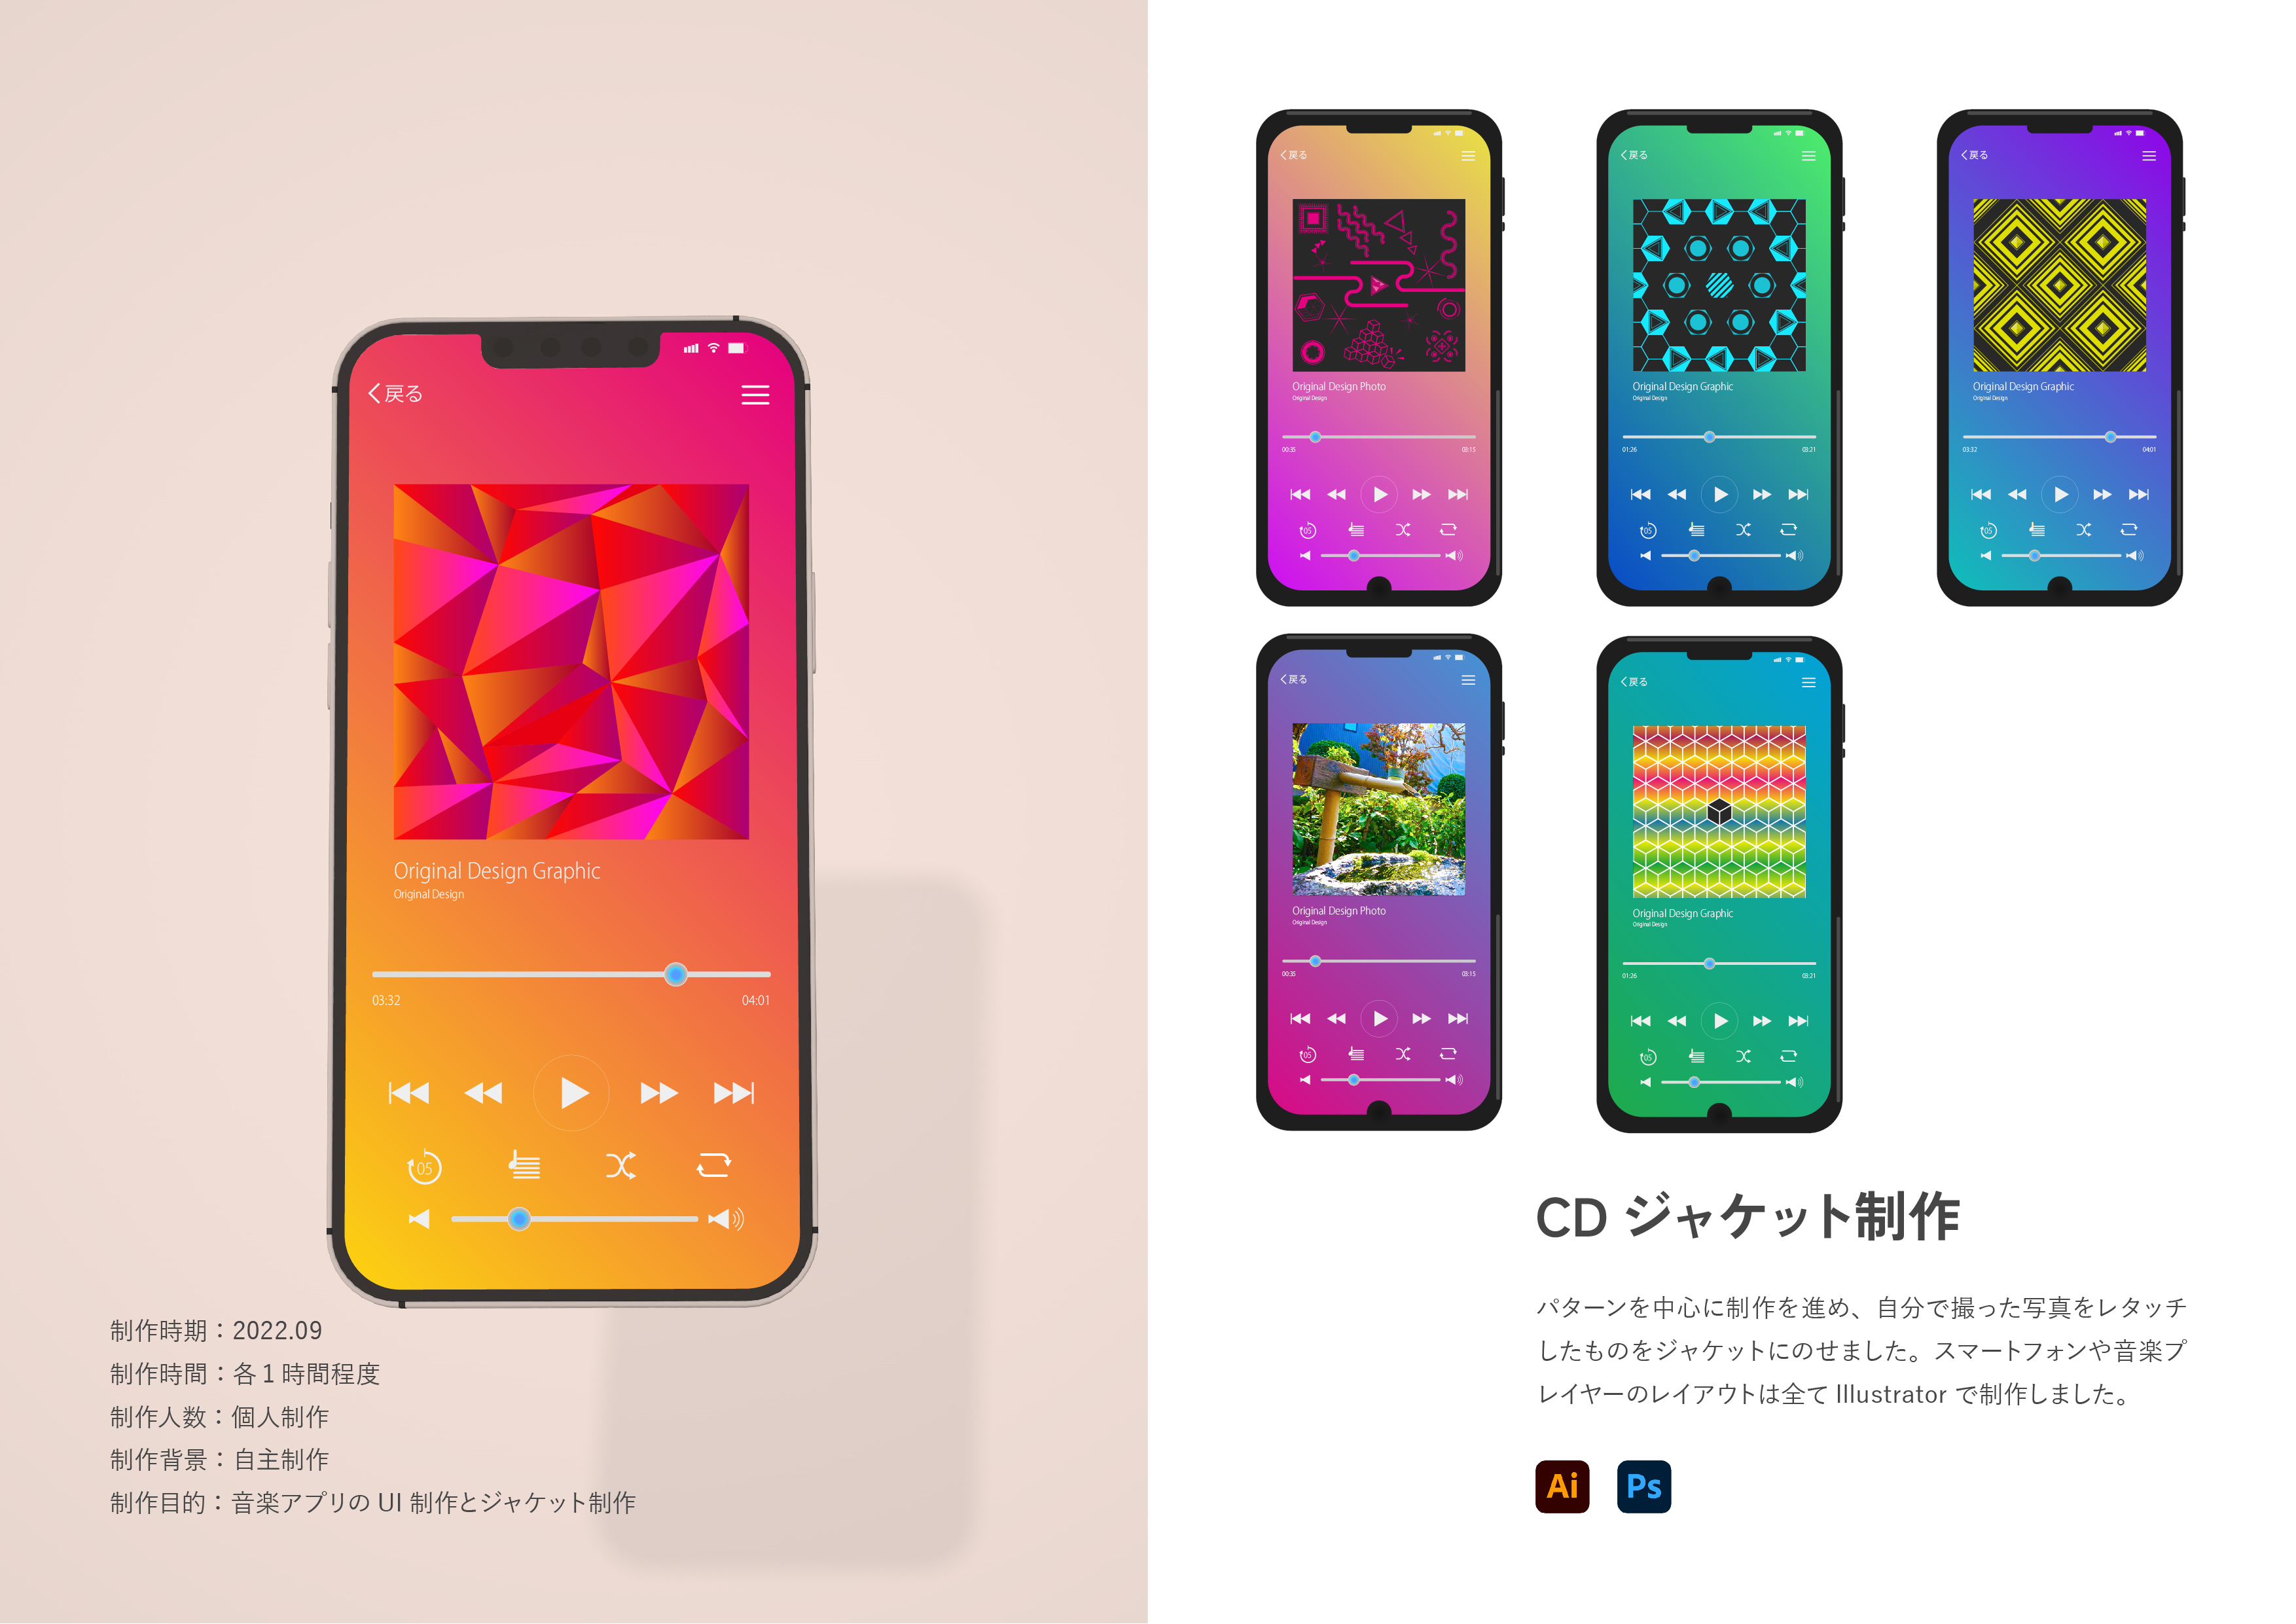 戻る
Original Design Graphic
Original Design
03:32 04:01
05
制作時期：2022.09
制作時間：各1時間程度
制作人数：個人制作
制作背景：自主制作
制作目的：音楽アプリの UI 制作とジャケット制作
戻る
Original Design Photo
Original Design
00:35 03:15
05
戻る
Original Design Graphic
Original Design
01:26 03:21
05
戻る
Original Design Graphic
Original Design
03:32 04:01
05
戻る
Original Design Photo
Original Design
00:35 03:15
05
戻る
Original Design Graphic
Original Design
01:26 03:21
05
CD ジャケット制作
パターンを中心に制作を進め、自分で撮った写真をレタッチ
したものをジャケットにのせました。スマートフォンや音楽プ
レイヤーのレイアウトは全て Illustrator で制作しました。
Ai Ps